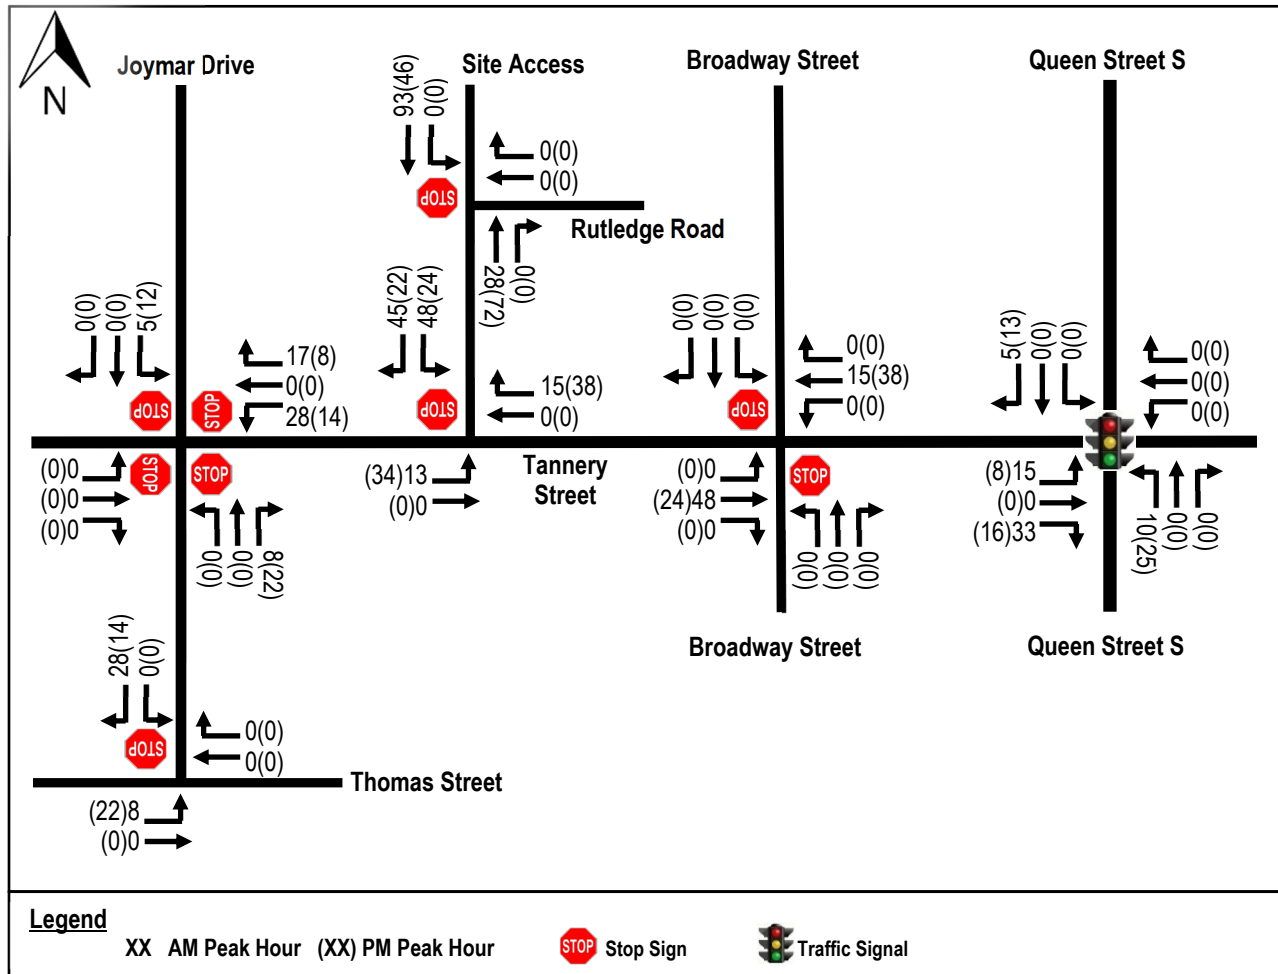 Joymar Drive
Site Access
Broadway Street
Queen Street S
N
93(46)
0(0)
0(0)
0(0)
STOP
Rutledge Road
28(72)
0(0)
0(0)
0(0)
5(12)
17(8)
0(0)
28(14)
STOP
STOP
45(22)
48(24)
STOP
15(38)
0(0)
0(0)
0(0)
0(0)
STOP
0(0)
15(38)
0(0)
5(13)
0(0)
0(0)
0(0)
0(0)
0(0)
(0)0
(0)0
(0)0
STOP
STOP
0(0)
0(0)
8(22)
(34)13
(0)0
Tannery
Street
(0)0
(24)48
(0)0
STOP
0(0)
0(0)
0(0)
(8)15
(0)0
(16)33
10(25)
0(0)
0(0)
Broadway Street
Queen Street S
28(14)
0(0)
STOP
0(0)
0(0)
Thomas Street
(22)8
(0)0
Legend
XX AM Peak Hour (XX) PM Peak Hour
STOP Stop Sign
Traffic Signal